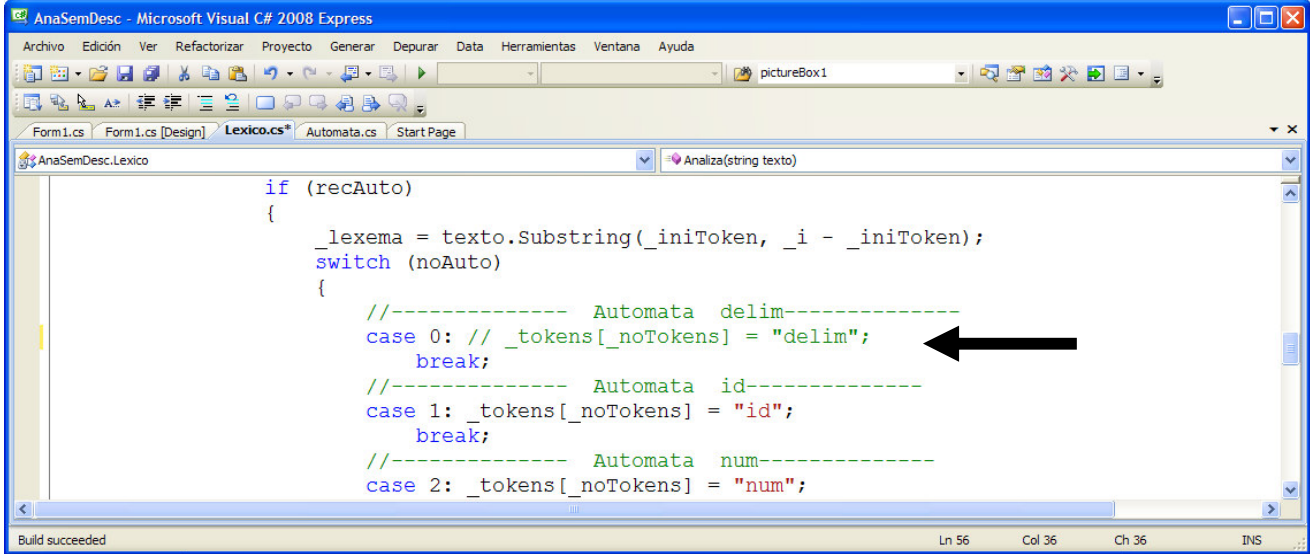 AnaSemDesc - Microsoft Visual C# 2008 Express
Archivo Edición Ver Refactorizar Proyecto Generar Depurar Data Herramientas Ventana Ayuda
pictureBox1
Form1.cs Form1.cs [Design] Lexico.cs* Automata.cs Start Page
AnaSemDesc.Lexico Analiza(string texto)
if (recAuto)
{
_lexema = texto.Substring(_iniToken, _i - _iniToken);
switch (noAuto)
{
//-------------- Automata delim--------------
case 0: // _tokens[_noTokens] = "delim";
break;
//-------------- Automata id--------------
case 1: _tokens[_noTokens] = "id";
break;
//-------------- Automata num--------------
case 2: _tokens[_noTokens] = "num";
Build succeeded Ln 56 Col 36 Ch 36 INS